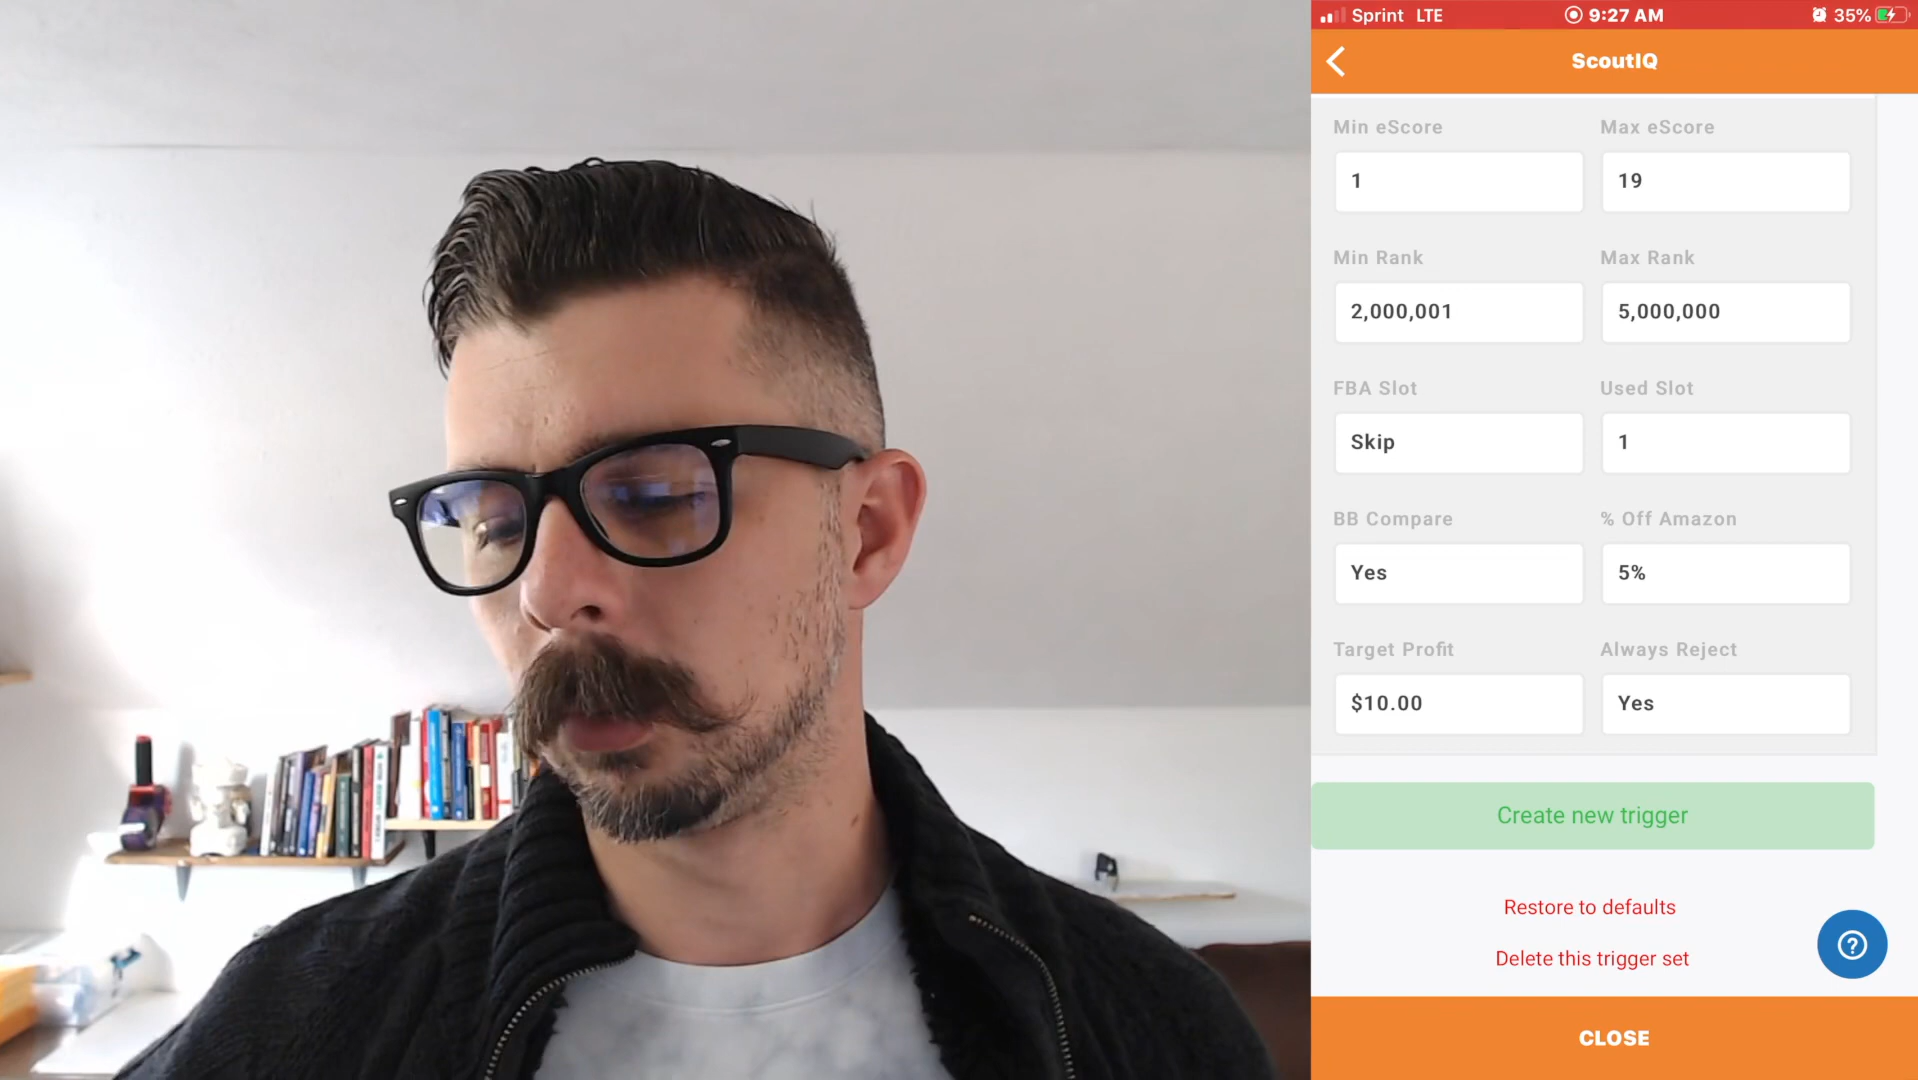 Sprint LTE 9:27 AM 35%
ScoutIQ
Min eScore Max eScore
1 19
Min Rank Max Rank
2,000,001 5,000,000
FBA Slot Used Slot
Skip 1
BB Compare % Off Amazon
Yes 5%
Target Profit Always Reject
$10.00 Yes
Create new trigger
Restore to defaults
Delete this trigger set
CLOSE